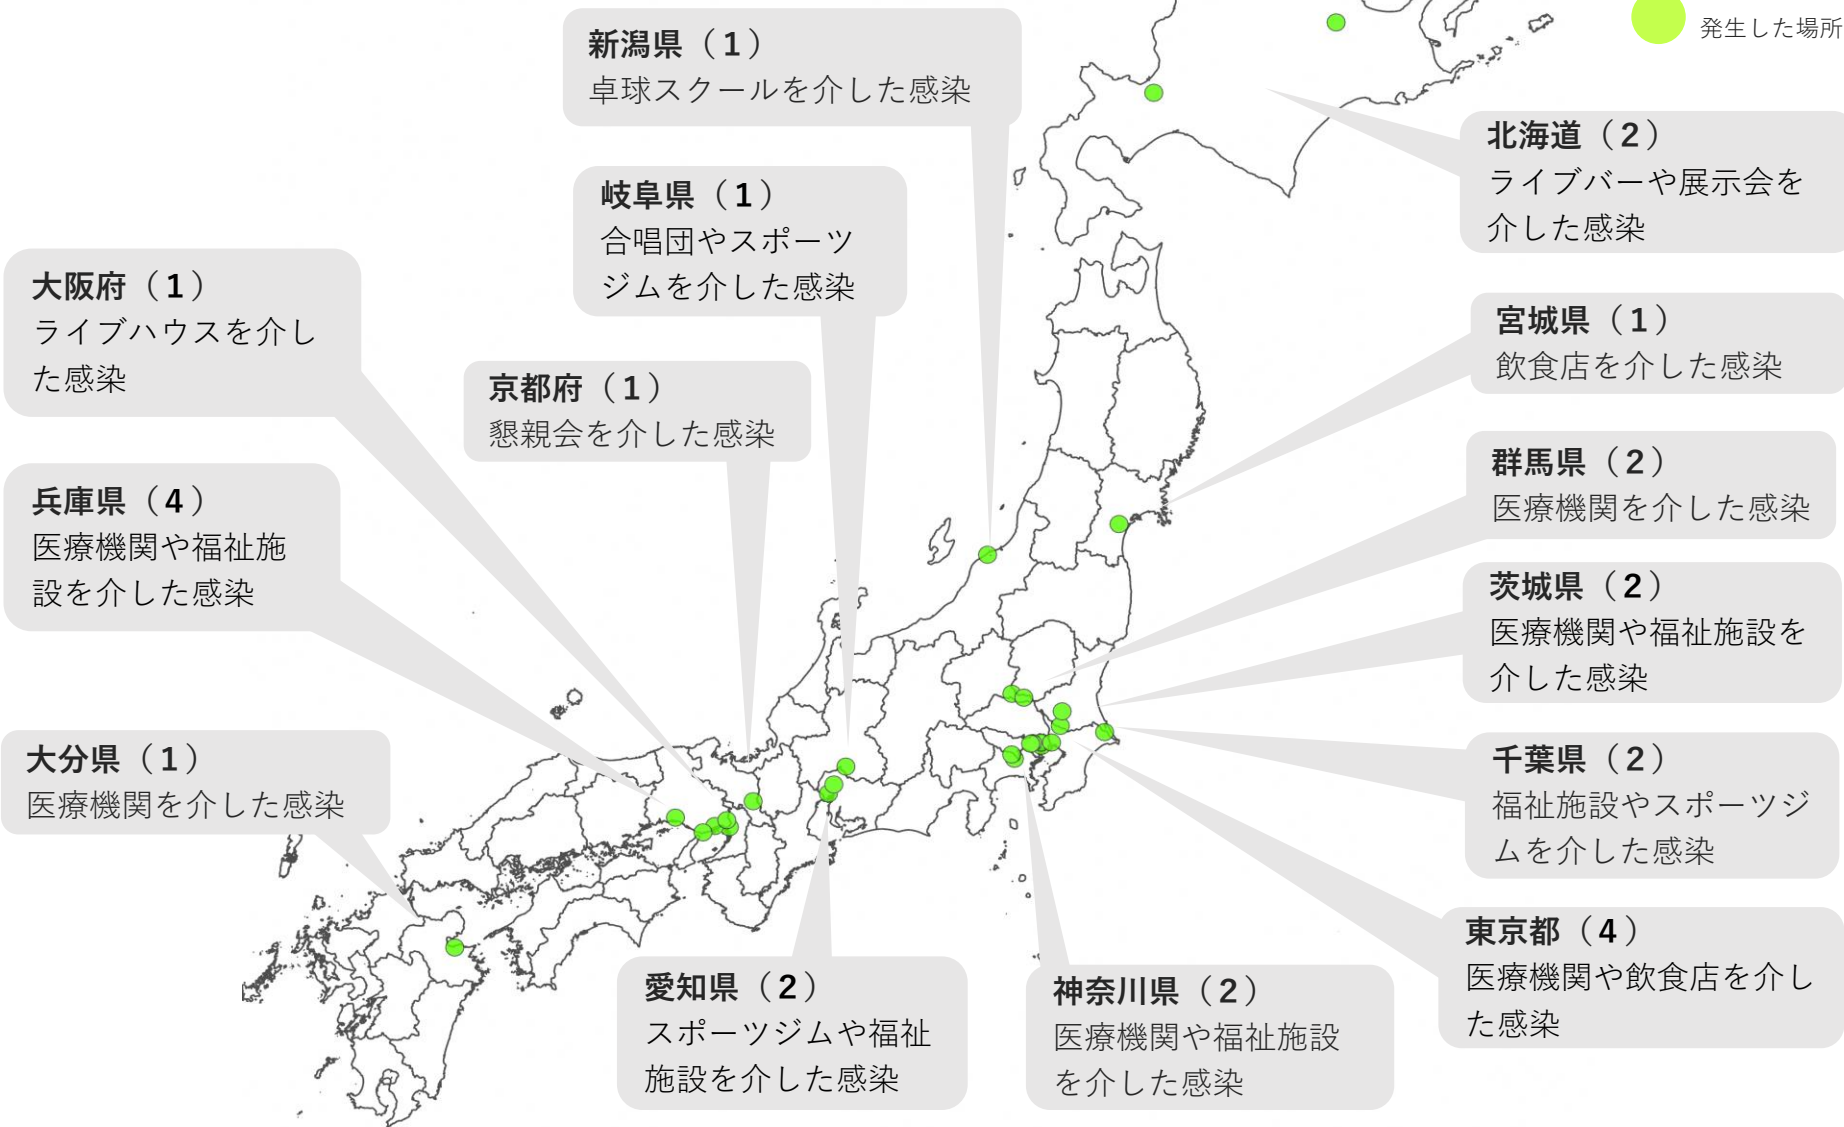 発生した場所
新潟県（1）
卓球スクールを介した感染
岐阜県（1）
合唱団やスポーツ
ジムを介した感染
大阪府（1）
ライブハウスを介し
た感染
京都府（1）
懇親会を介した感染
兵庫県（4）
医療機関や福祉施
設を介した感染
大分県（1）
医療機関を介した感染
愛知県（2）
スポーツジムや福祉
施設を介した感染
神奈川県（2）
医療機関や福祉施設
を介した感染
北海道（2）
ライブバーや展示会を
介した感染
宮城県（1）
飲食店を介した感染
群馬県（2）
医療機関を介した感染
茨城県（2）
医療機関や福祉施設を
介した感染
千葉県（2）
福祉施設やスポーツジ
ムを介した感染
東京都（4）
医療機関や飲食店を介し
た感染